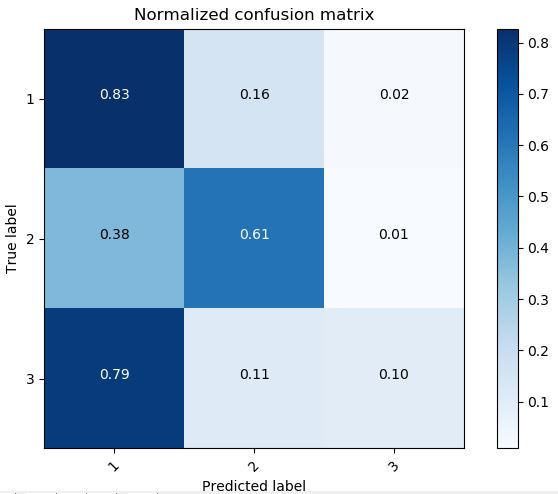 Normalized confusion matrix
True label
1 0.83 0.16 0.02
2 0.38 0.61 0.01
3 0.79 0.11 0.10
1 2 3
Predicted label
0.8
0.7
0.6
0.5
0.4
0.3
0.2
0.1